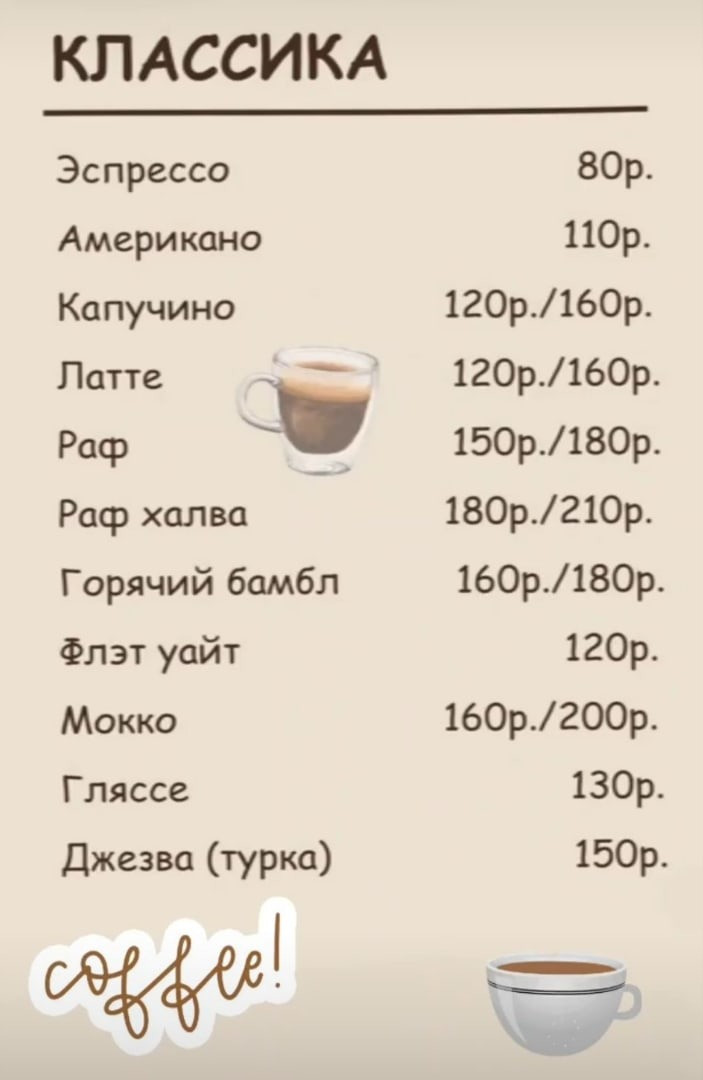 КЛАССИКА
Эспрессо 80р.
Американо 110р.
Капучино 120р./160р.
Латте 120р./160р.
Раф 150р./180р.
Раф халва 180р./210р.
Горячий бамбл 160р./180р.
Флэт уайт 120р.
Мокко 160р./200р.
Гляссе 130р.
Джезва (турка) 150р.
coffee!